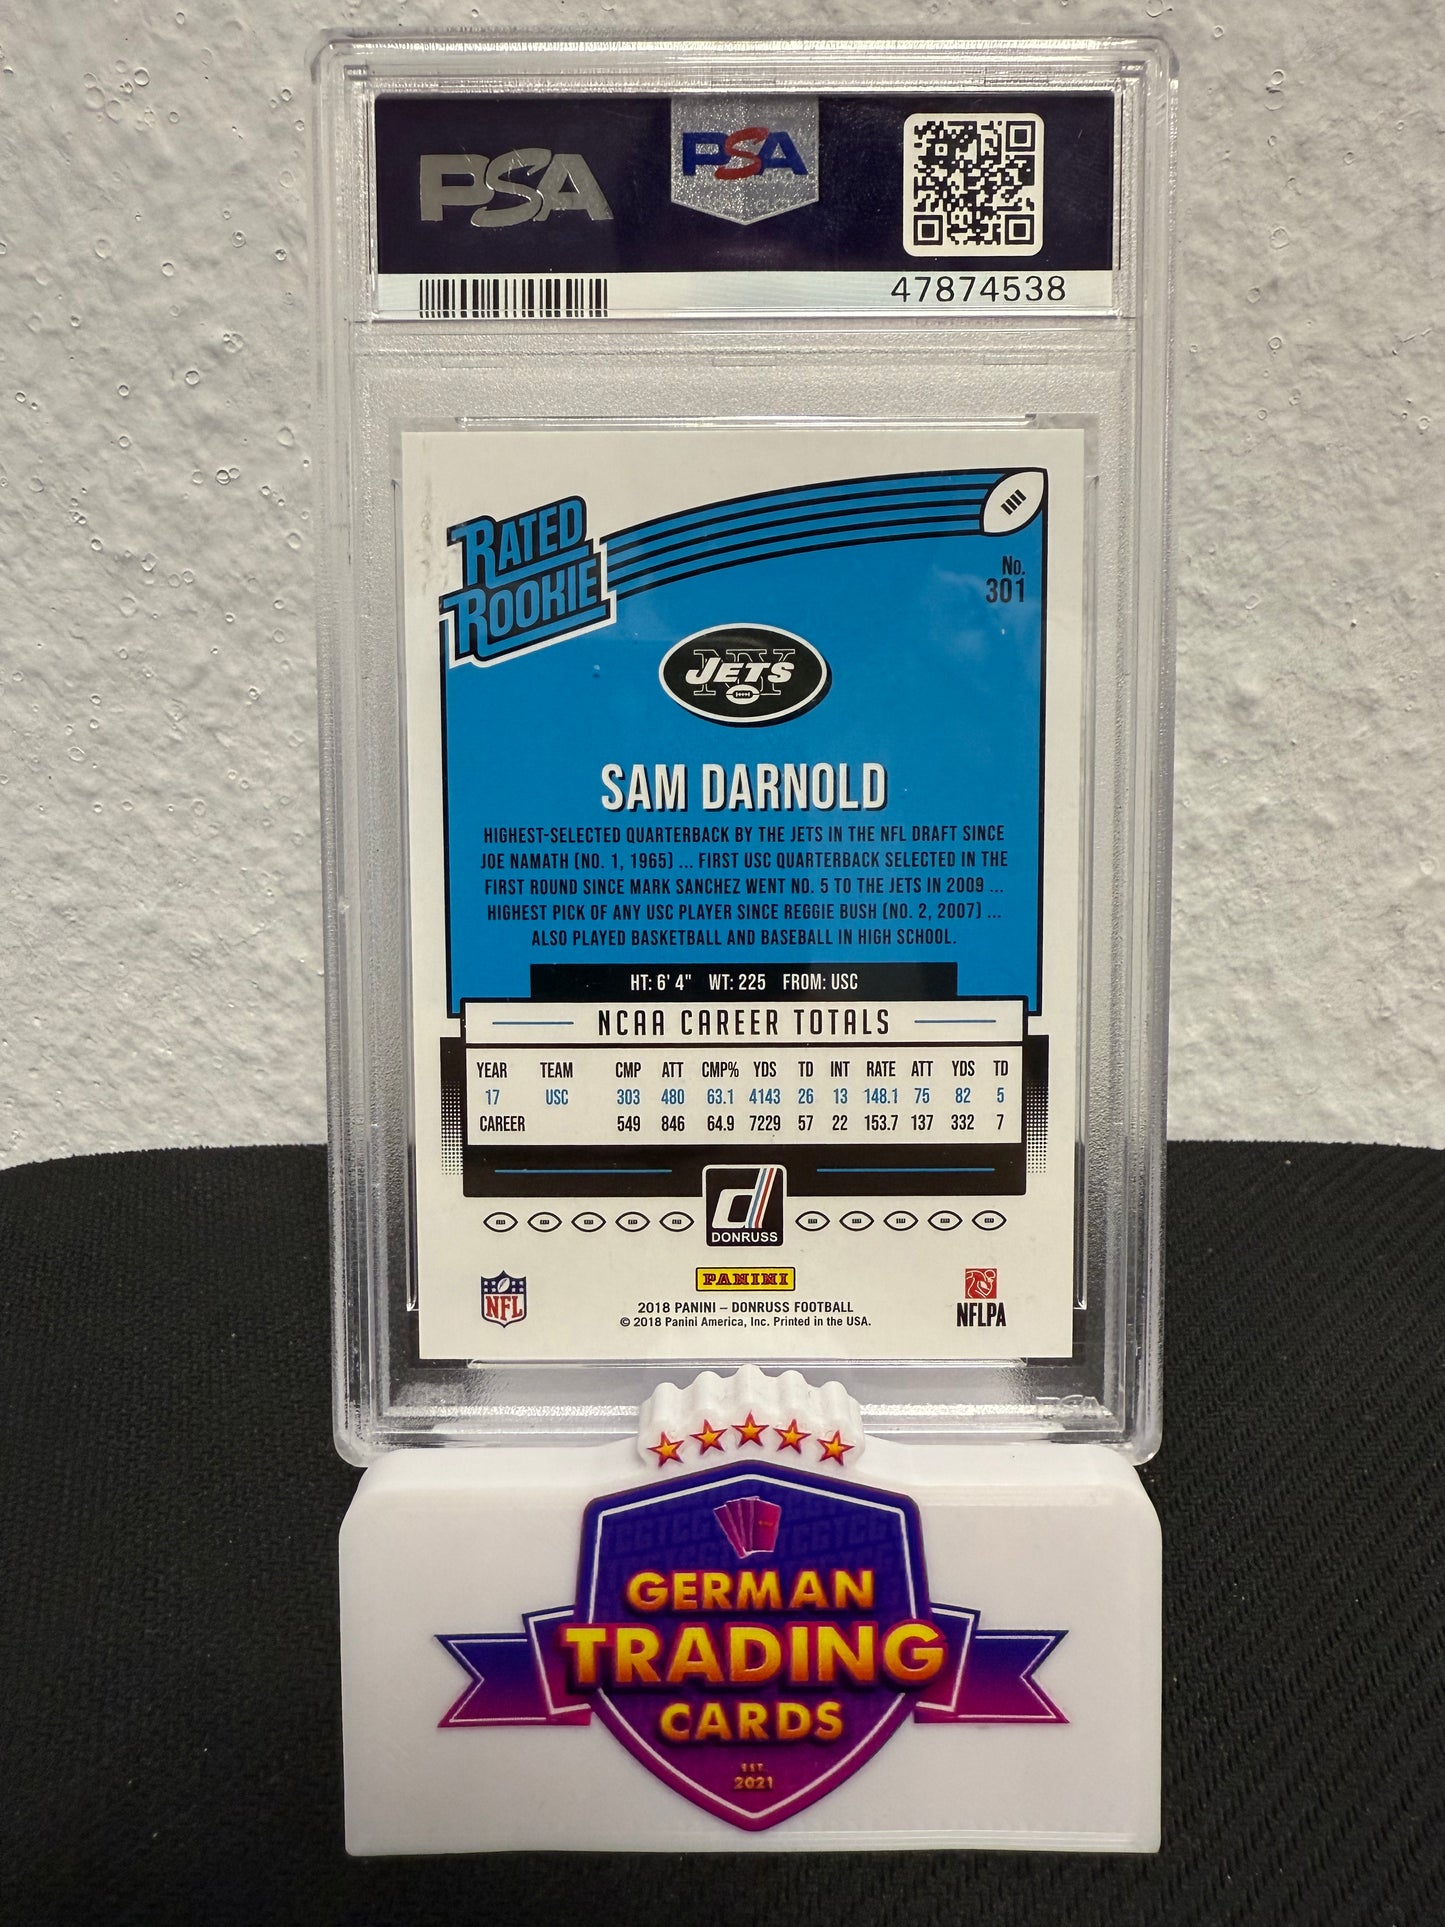 PSA
PSA
47874538
RATED
ROOKIE
No.
301
NY
JETS
SAM DARNOLD
HIGHEST-SELECTED QUARTERBACK BY THE JETS IN THE NFL DRAFT SINCE
JOE NAMATH (NO. 1, 1965) ... FIRST USC QUARTERBACK SELECTED IN THE
FIRST ROUND SINCE MARK SANCHEZ WENT NO. 5 TO THE JETS IN 2009 ...
HIGHEST PICK OF ANY USC PLAYER SINCE REGGIE BUSH (NO. 2, 2007) ...
ALSO PLAYED BASKETBALL AND BASEBALL IN HIGH SCHOOL.
HT: 6' 4" WT: 225 FROM: USC
NCAA CAREER TOTALS
YEAR TEAM CMP ATT CMP% YDS TD INT RATE ATT YDS TD
17 USC 303 480 63.1 4143 26 13 148.1 75 82 5
CAREER 549 846 64.9 7229 57 22 153.7 137 332 7
d
DONRUSS
PANINI
NFL
2018 PANINI – DONRUSS FOOTBALL
© 2018 Panini America, Inc. Printed in the USA.
NFLPA
PSA
GERMAN
TRADING
CARDS
EST.
2021